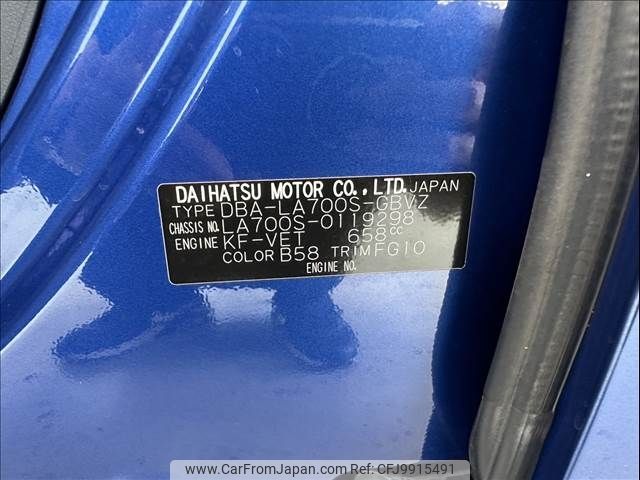 DAIHATSU MOTOR CO., LTD. JAPAN
TYPE DBA-LA700S-GBVZ
CHASSIS NO. LA700S-0119298
ENGINE KF-VET 658CC
COLOR B58 TRIM FG10
ENGINE NO.
www.CarFromJapan.com - CFJ9915491